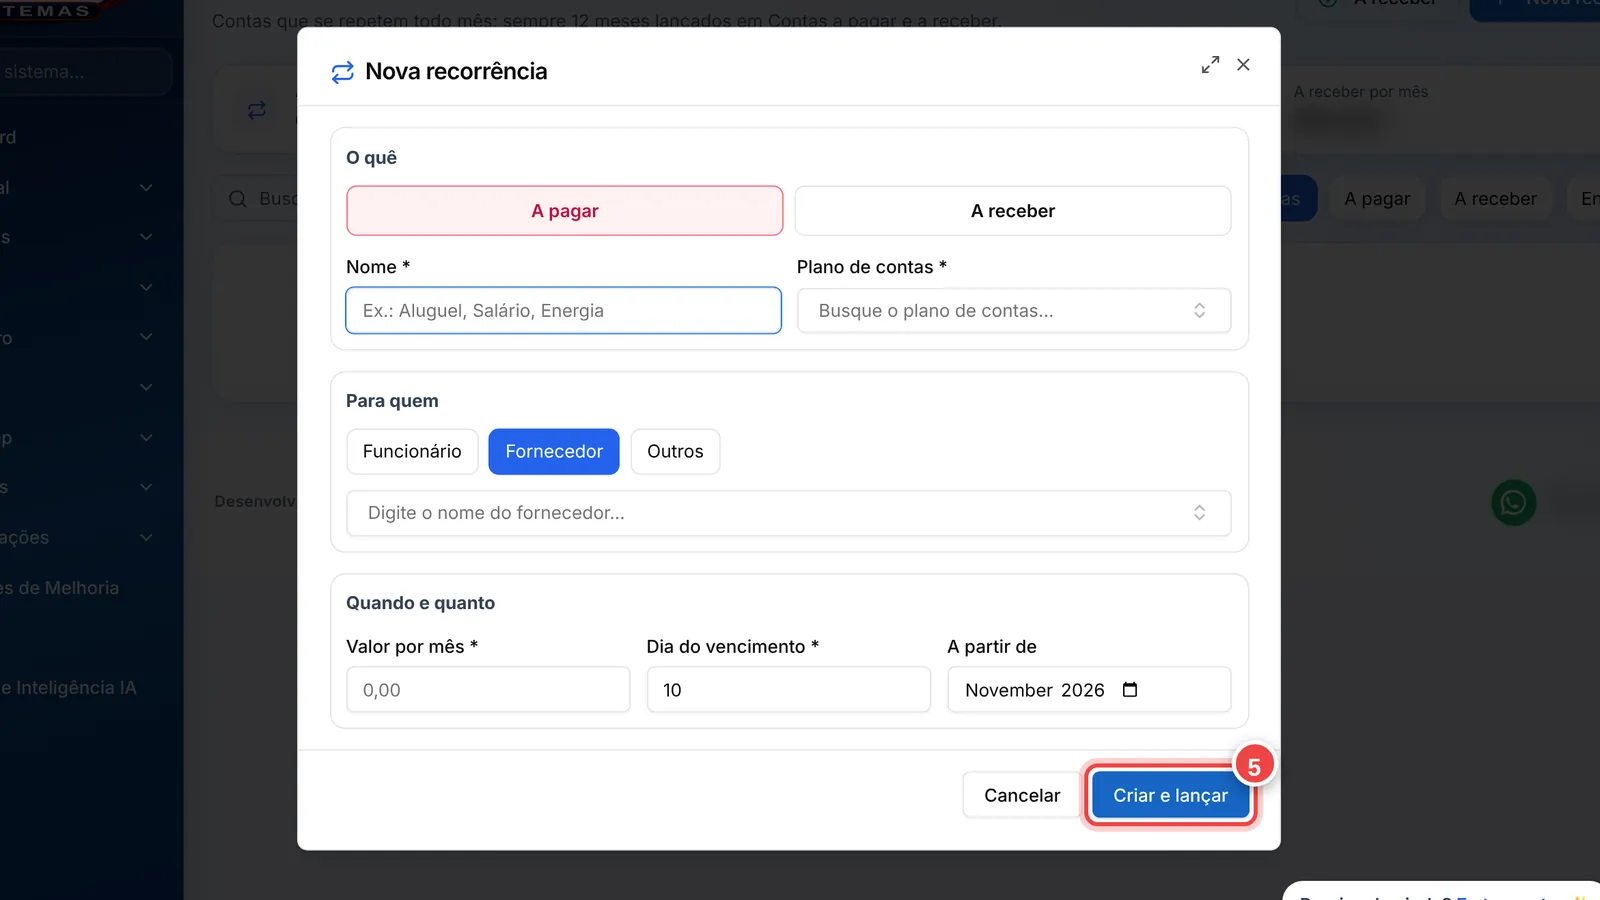 TEMAS
Contas que se repetem todo mês: sempre 12 meses lançados em Contas a pagar e a receber.
A receber
sistema...
Nova recorrência
A receber por mês
O quê
A pagar
A receber
Nome *
Plano de contas *
Ex.: Aluguel, Salário, Energia
Busque o plano de contas...
A pagar
A receber
Para quem
Funcionário
Fornecedor
Outros
Digite o nome do fornecedor...
Quando e quanto
Valor por mês *
Dia do vencimento *
A partir de
0,00
10
November 2026
5
Cancelar
Criar e lançar
ações
es de Melhoria
e Inteligência IA
Desenvolv